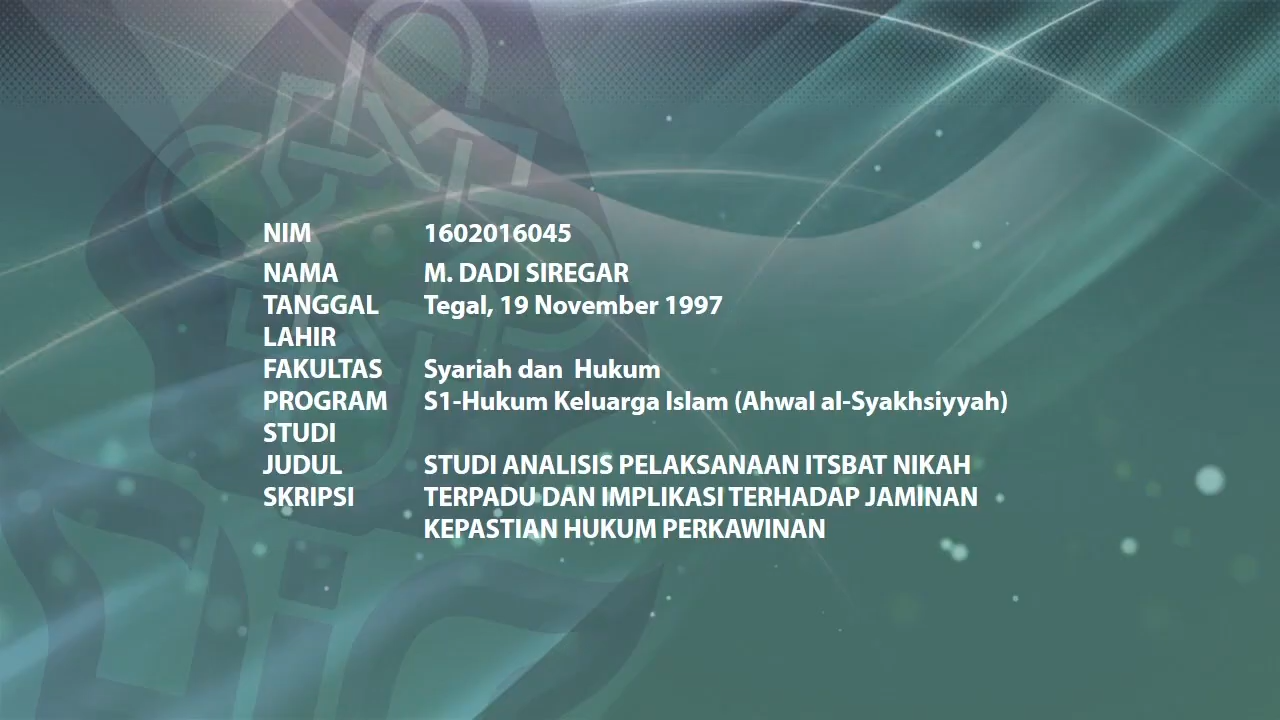 NIM 1602016045
NAMA M. DADI SIREGAR
TANGGAL Tegal, 19 November 1997
LAHIR
FAKULTAS Syariah dan Hukum
PROGRAM S1-Hukum Keluarga Islam (Ahwal al-Syakhsiyyah)
STUDI
JUDUL STUDI ANALISIS PELAKSANAAN ITSBAT NIKAH
SKRIPSI TERPADU DAN IMPLIKASI TERHADAP JAMINAN
KEPASTIAN HUKUM PERKAWINAN